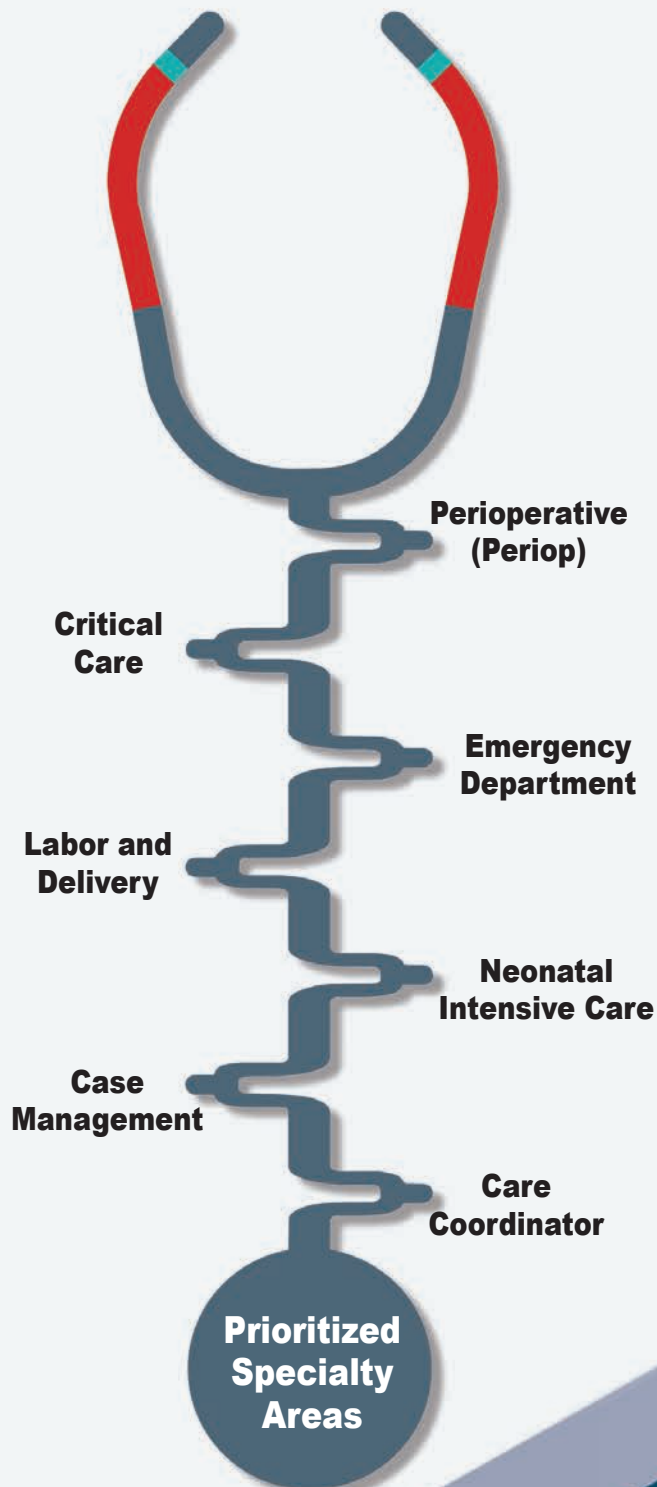 Perioperative
(Periop)
Critical
Care
Emergency
Department
Labor and
Delivery
Neonatal
Intensive Care
Case
Management
Care
Coordinator
Prioritized
Specialty
Areas